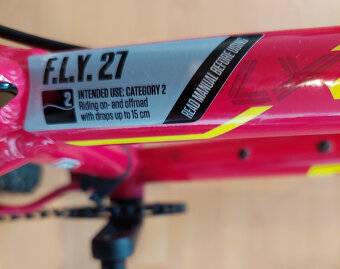 F.L.Y. 27
2
INTENDED USE: CATEGORY 2
Riding on- and offroad
with drops up to 15 cm
READ MANUAL BEFORE USING